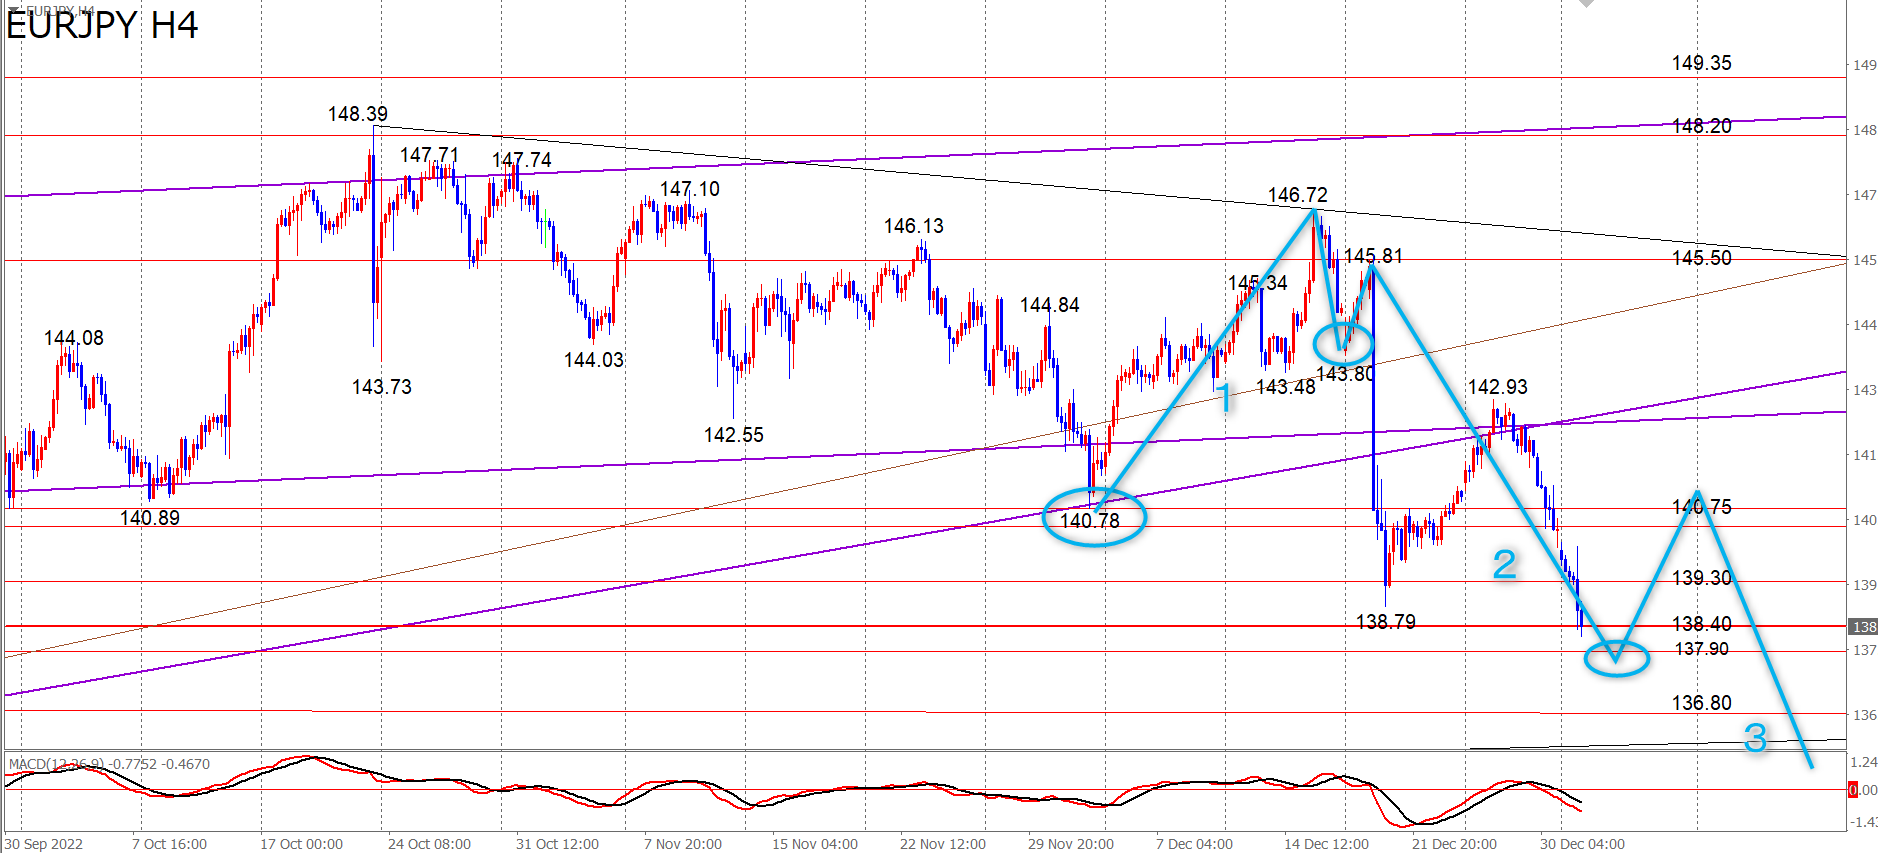 EURJPY,H4
EURJPY H4
149.35
149
148.39
148.20
148
147.71
147.74
147.10
147
146.72
146.13
145.81
145.50
145
145.34
144.84
144.08
144
144.03
143.73
143.80
143.48
143
142.93
1
142.55
141
140.89
140.78
140.75
140
2
139.30
139
138.79
138.40
138
137.90
137
136.80
136
3
MACD(12,26,9) -0.7752 -0.4670
1.24
0.00
-1.43
30 Sep 2022
7 Oct 16:00
17 Oct 00:00
24 Oct 08:00
31 Oct 12:00
7 Nov 20:00
15 Nov 04:00
22 Nov 12:00
29 Nov 20:00
7 Dec 04:00
14 Dec 12:00
21 Dec 20:00
30 Dec 04:00